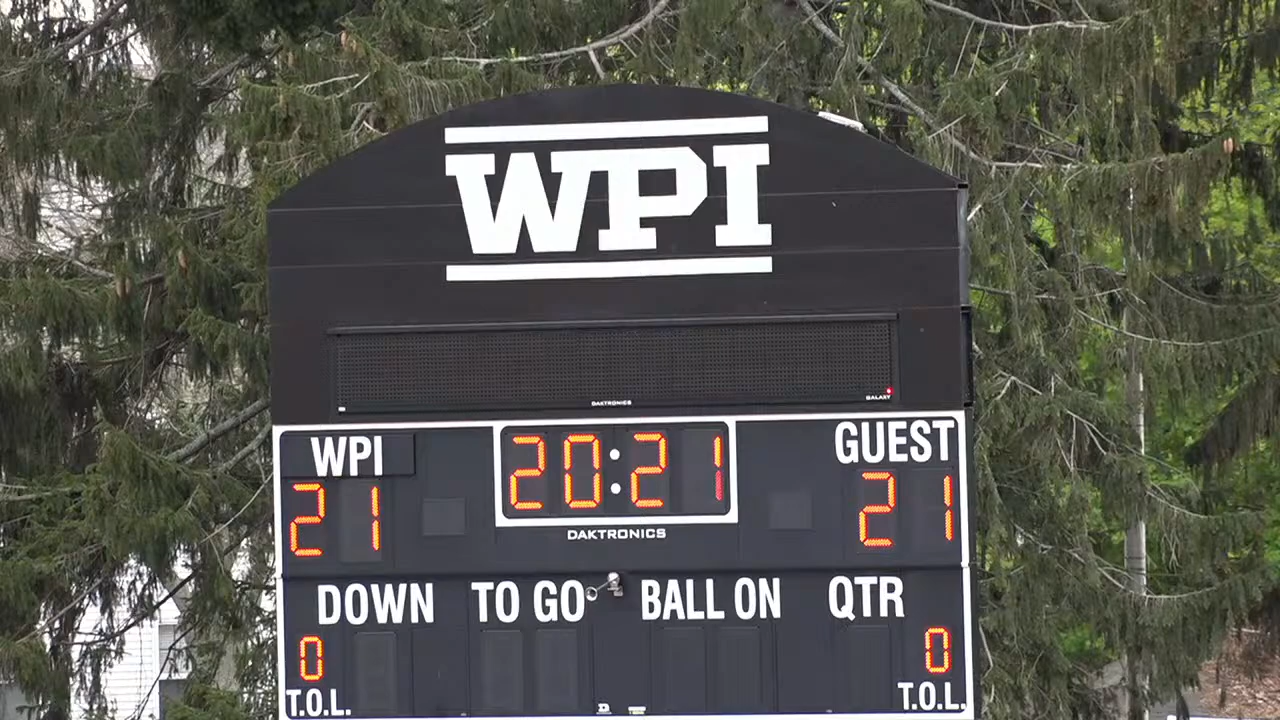 WPI
DAKTRONICS
GALAXY
WPI
20:21
GUEST
21
21
DAKTRONICS
DOWN TO GO BALL ON QTR
0
0
T.O.L.
T.O.L.